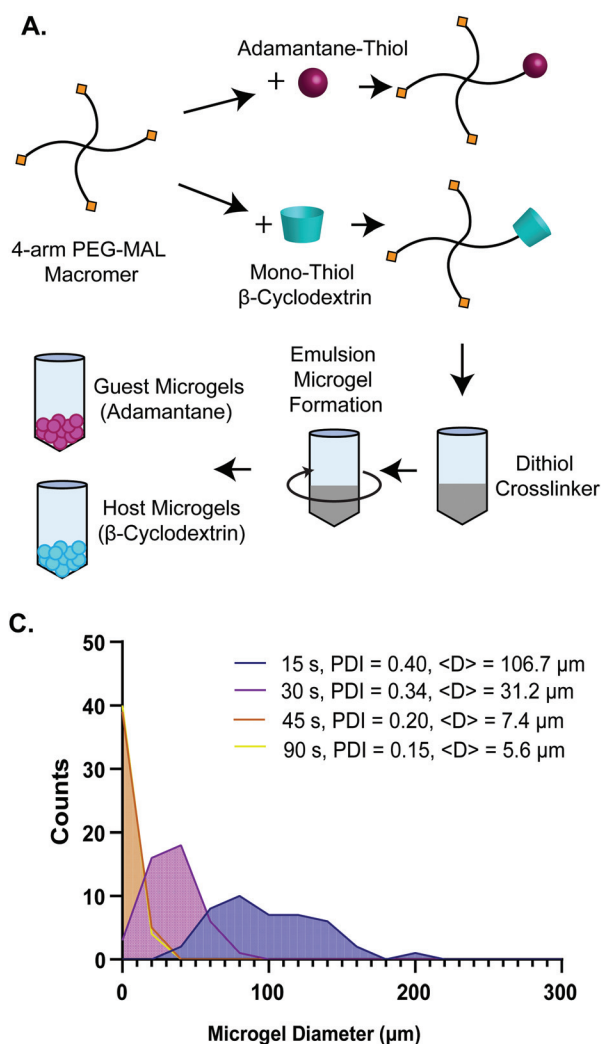 A.
Adamantane-Thiol
+
4-arm PEG-MAL
Macromer
+
Mono-Thiol
β-Cyclodextrin
Emulsion
Microgel
Formation
Guest Microgels
(Adamantane)
Dithiol
Crosslinker
Host Microgels
(β-Cyclodextrin)
C.
50
40
30
20
10
0
Counts
15 s, PDI = 0.40, <D> = 106.7 µm
30 s, PDI = 0.34, <D> = 31.2 µm
45 s, PDI = 0.20, <D> = 7.4 µm
90 s, PDI = 0.15, <D> = 5.6 µm
0 100 200 300
Microgel Diameter (µm)